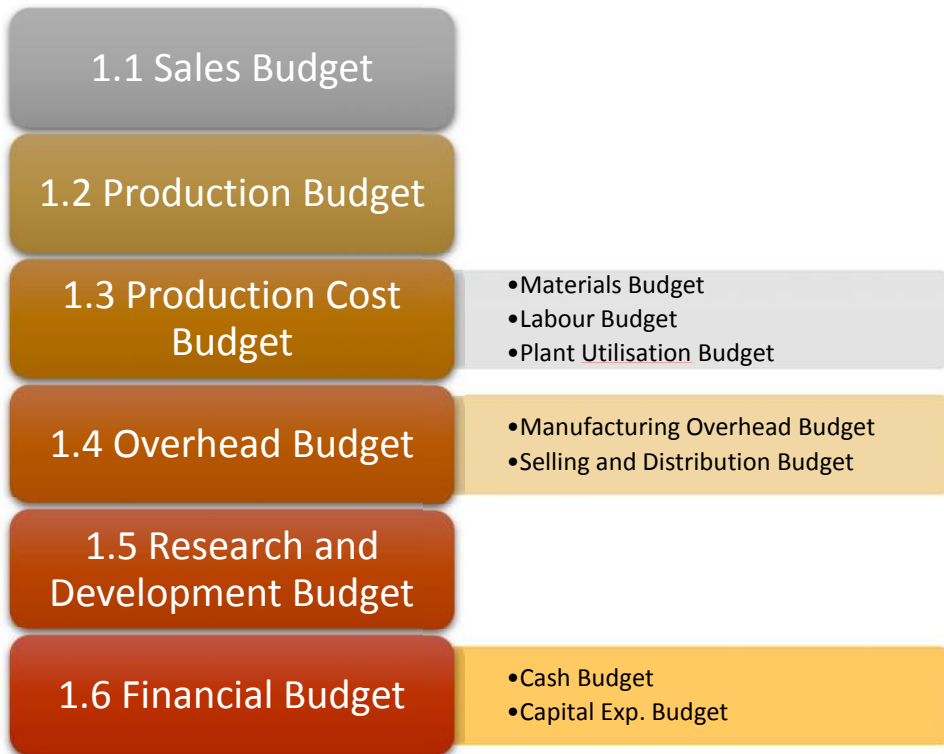 1.1 Sales Budget
1.2 Production Budget
1.3 Production Cost
Budget
•Materials Budget
•Labour Budget
•Plant Utilisation Budget
1.4 Overhead Budget
•Manufacturing Overhead Budget
•Selling and Distribution Budget
1.5 Research and
Development Budget
1.6 Financial Budget
•Cash Budget
•Capital Exp. Budget